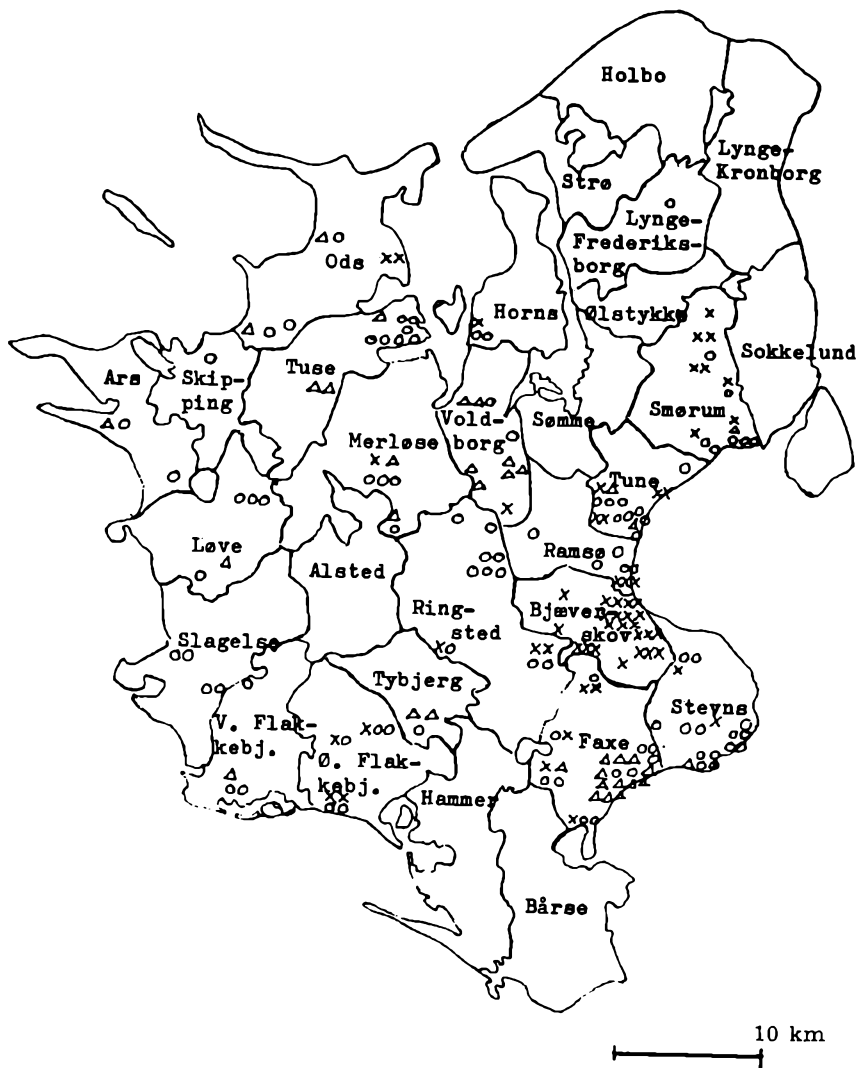 Holbo
Lynge-
Kronborg
Strø
Lynge-
Frederiks-
borg
Ods
Horns
Ølstykke
Sokkelund
Ars
Skip-
ping
Tuse
Smørum
Vold-
borg
Sømme
Merløse
Tune
Løve
Alsted
Ramsø
Ring-
sted
Bjæver-
skov
Slagelse
Tybjerg
Stevns
V. Flak-
kebj.
Ø. Flak-
kebj.
Faxe
Hammer
Bårse
10 km